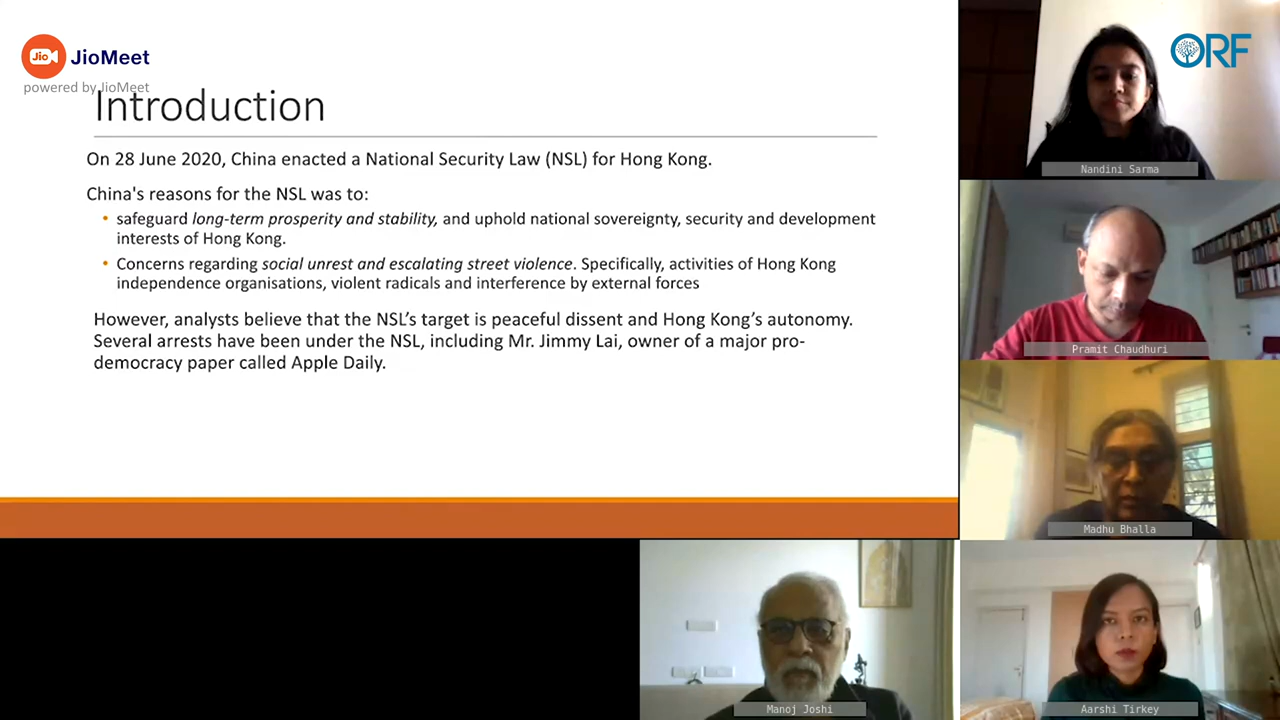 Jio JioMeet
powered by JioMeet
Introduction
On 28 June 2020, China enacted a National Security Law (NSL) for Hong Kong.
China's reasons for the NSL was to:
• safeguard long-term prosperity and stability, and uphold national sovereignty, security and development
interests of Hong Kong.
• Concerns regarding social unrest and escalating street violence. Specifically, activities of Hong Kong
independence organisations, violent radicals and interference by external forces
However, analysts believe that the NSL’s target is peaceful dissent and Hong Kong’s autonomy.
Several arrests have been under the NSL, including Mr. Jimmy Lai, owner of a major pro-
democracy paper called Apple Daily.
ORF
Nandini Sarma
Pramit Chaudhuri
Madhu Bhalla
Manoj Joshi
Aarshi Tirkey